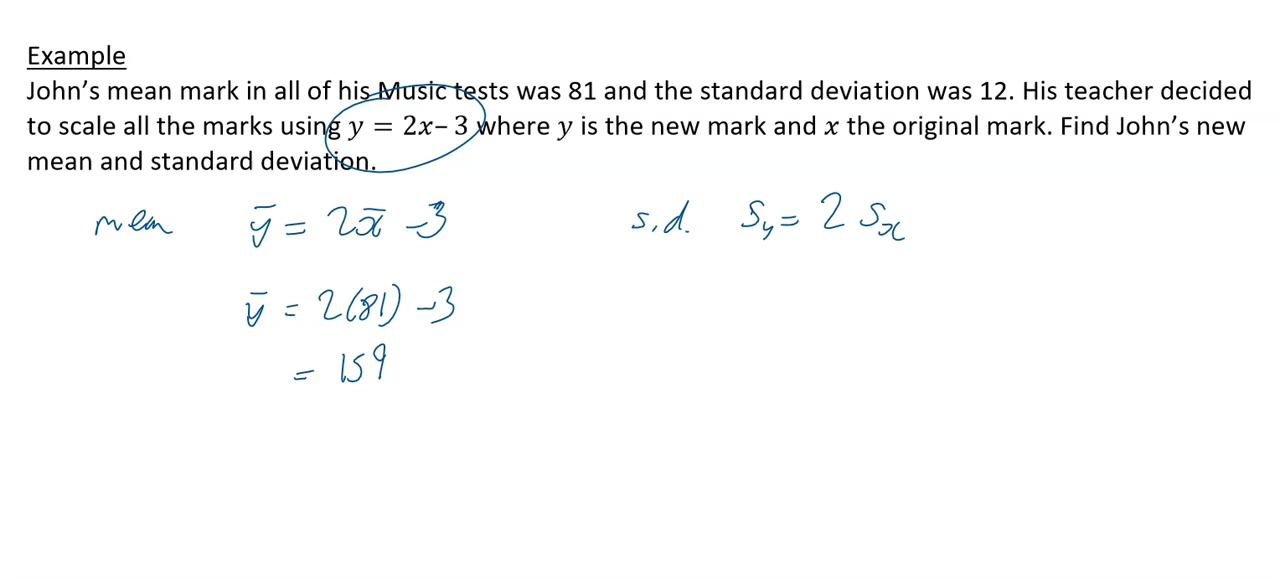 Example
John’s mean mark in all of his Music tests was 81 and the standard deviation was 12. His teacher decided
to scale all the marks using y = 2x– 3 where y is the new mark and x the original mark. Find John’s new
mean and standard deviation.
mean ȳ = 2x̄ - 3 s.d. Sy = 2 Sx
ȳ = 2(81) - 3
= 159